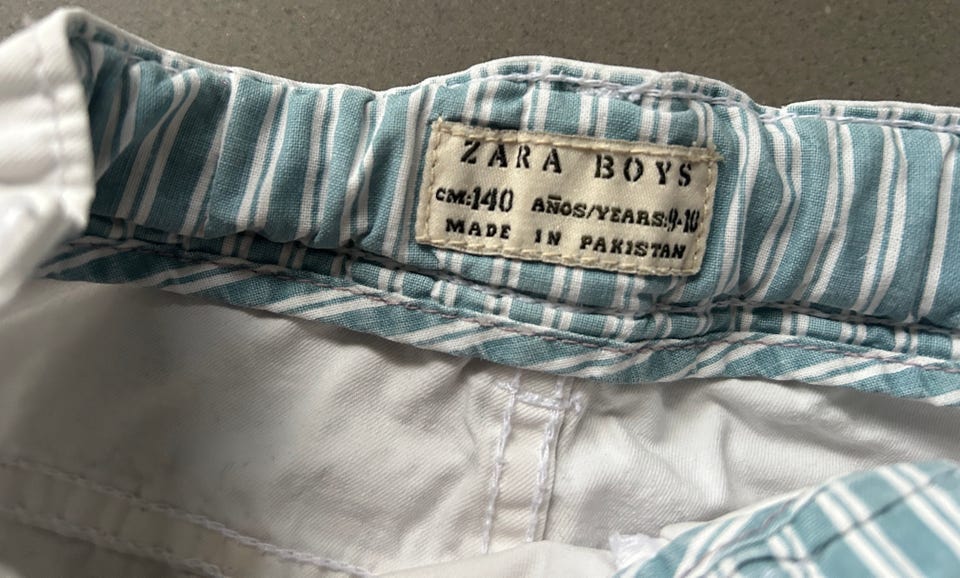 ZARA BOYS
CM:140 AÑOS/YEARS:9-10
MADE IN PAKISTAN